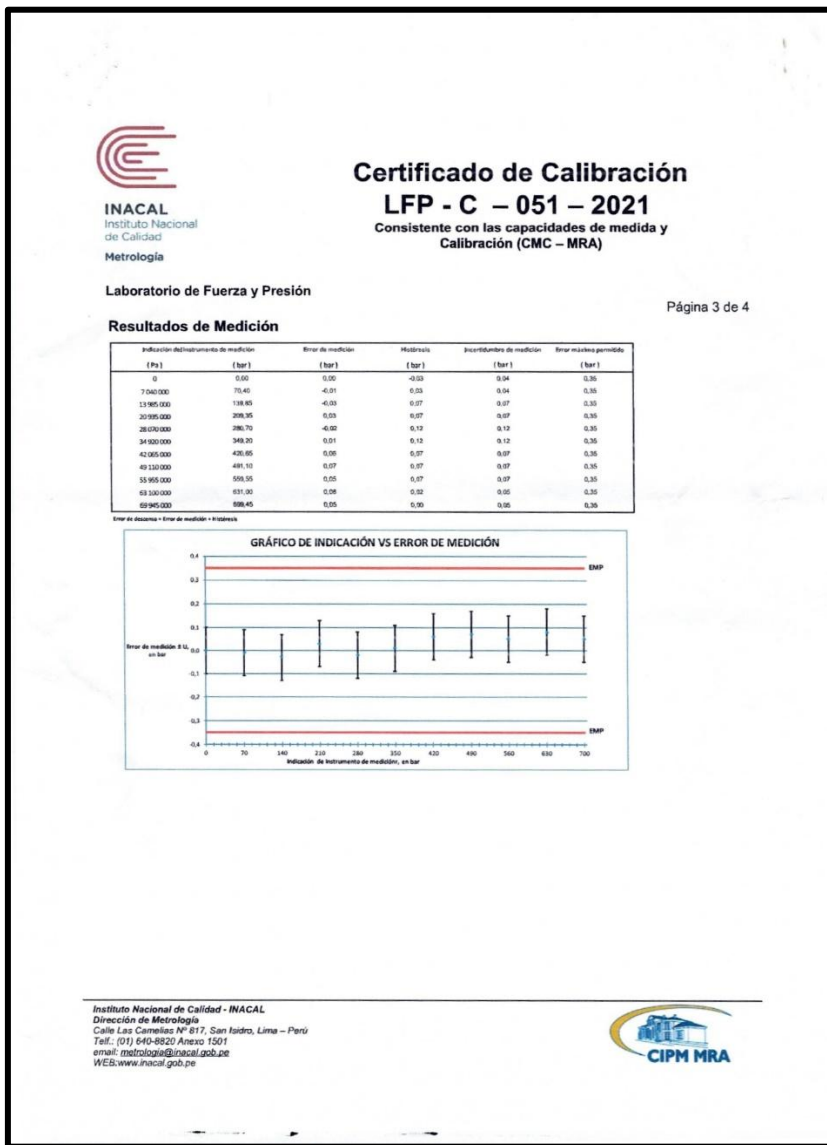 INACAL
Instituto Nacional
de Calidad
Metrología
Certificado de Calibración
LFP - C – 051 – 2021
Consistente con las capacidades de medida y
Calibración (CMC – MRA)
Laboratorio de Fuerza y Presión
Página 3 de 4
Resultados de Medición
Indicación del instrumento de medición Error de medición Histéresis Incertidumbre de medición Error máximo permitido
( Pa ) ( bar ) ( bar ) ( bar ) ( bar ) ( bar )
0 0,00 0,00 -0,03 0,04 0,35
7 040 000 70,40 -0,01 0,03 0,04 0,35
13 985 000 139,85 -0,03 0,07 0,07 0,35
20 935 000 209,35 0,03 0,07 0,07 0,35
28 070 000 280,70 -0,02 0,12 0,12 0,35
34 920 000 349,20 0,01 0,12 0,12 0,35
42 065 000 420,65 0,06 0,07 0,07 0,35
49 110 000 491,10 0,07 0,07 0,07 0,35
55 955 000 559,55 0,05 0,07 0,07 0,35
63 100 000 631,00 0,08 0,02 0,05 0,35
69 945 000 699,45 0,05 0,00 0,05 0,35
Error de descenso = Error de medición + Histéresis
GRÁFICO DE INDICACIÓN VS ERROR DE MEDICIÓN
0,4
EMP
0,3
0,2
0,1
Error de medición ± U,
en bar
0,0
-0,1
0,2
0,3
EMP
-0,4
0 70 140 210 280 350 420 490 560 630 700
Indicación de Instrumento de medición, en bar
Instituto Nacional de Calidad - INACAL
Dirección de Metrología
Calle Las Camelias Nº 817, San Isidro, Lima – Perú
Telf.: (01) 640-8820 Anexo 1501
email: metrologia@inacal.gob.pe
WEB:www.inacal.gob.pe
CIPM MRA